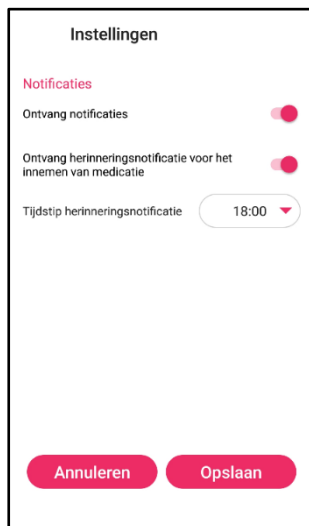 Instellingen
Notificaties
Ontvang notificaties
Ontvang herinneringsnotificatie voor het
innemen van medicatie
Tijdstip herinneringsnotificatie 18:00
Annuleren Opslaan